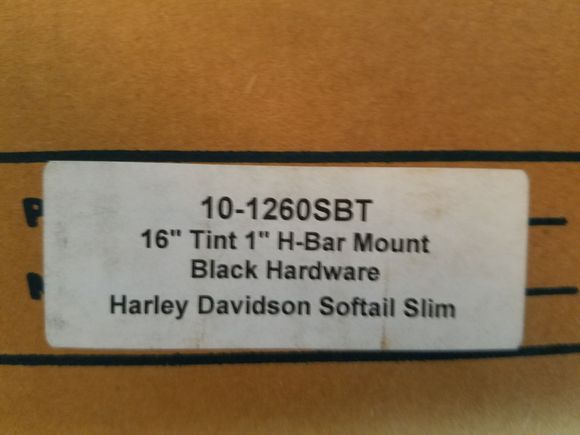 10-1260SBT
16" Tint 1" H-Bar Mount
Black Hardware
Harley Davidson Softail Slim